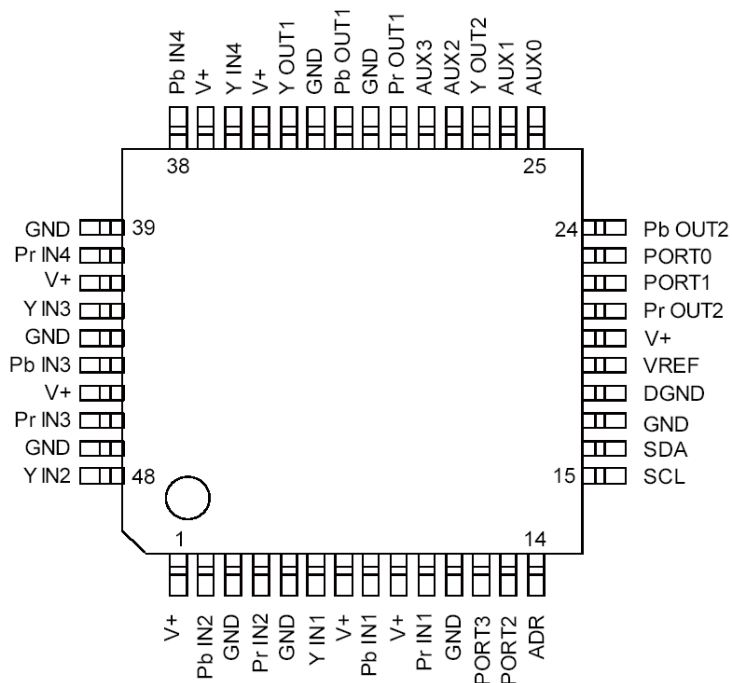 Pb IN4
V+
Y IN4
V+
Y OUT1
GND
Pb OUT1
GND
Pr OUT1
AUX3
AUX2
Y OUT2
AUX1
AUX0
38
25
GND
39
24
Pb OUT2
Pr IN4
PORT0
V+
PORT1
Y IN3
Pr OUT2
GND
V+
Pb IN3
VREF
V+
DGND
Pr IN3
GND
GND
SDA
Y IN2
48
15
SCL
1
14
V+
Pb IN2
GND
Pr IN2
GND
Y IN1
V+
Pb IN1
V+
Pr IN1
GND
PORT3
PORT2
ADR